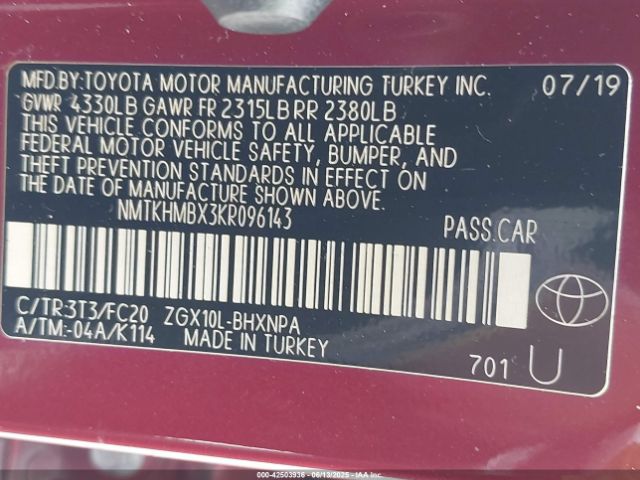 MFD.BY:TOYOTA MOTOR MANUFACTURING TURKEY INC. 07/19
GVWR 4330LB GAWR FR 2315LB RR 2380LB
THIS VEHICLE CONFORMS TO ALL APPLICABLE
FEDERAL MOTOR VEHICLE SAFETY, BUMPER, AND
THEFT PREVENTION STANDARDS IN EFFECT ON
THE DATE OF MANUFACTURE SHOWN ABOVE.
NMTKHMBX3KR096143 PASS.CAR
C/TR:3T3/FC20 ZGX10L-BHXNPA
A/TM:-04A/K114 MADE IN TURKEY
701 U
000-42503936 - 06/13/2025 - IAA Inc.